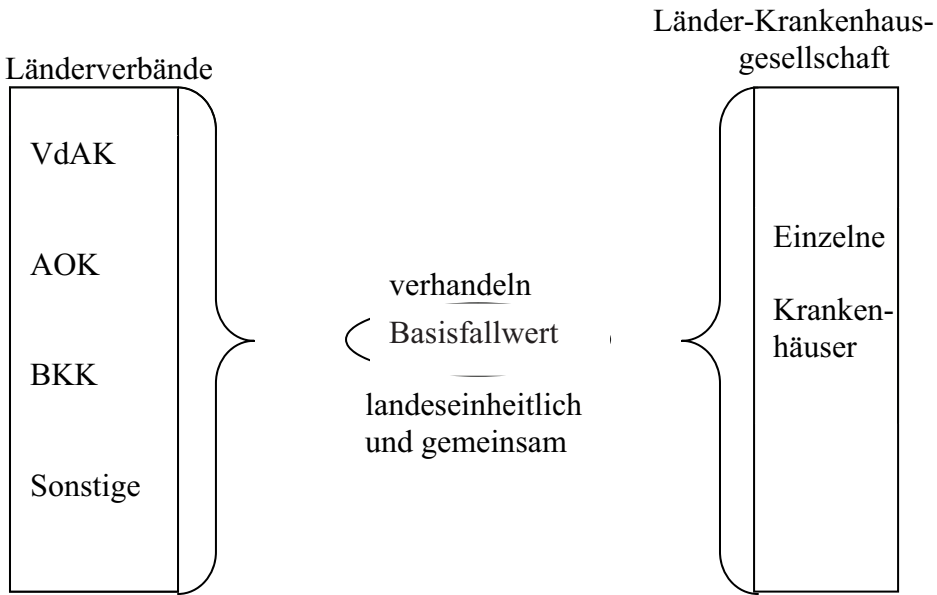 Länderverbände
VdAK
AOK
BKK
Sonstige
verhandeln
Basisfallwert
landeseinheitlich
und gemeinsam
Länder-Krankenhaus-
gesellschaft
Einzelne
Kranken-
häuser